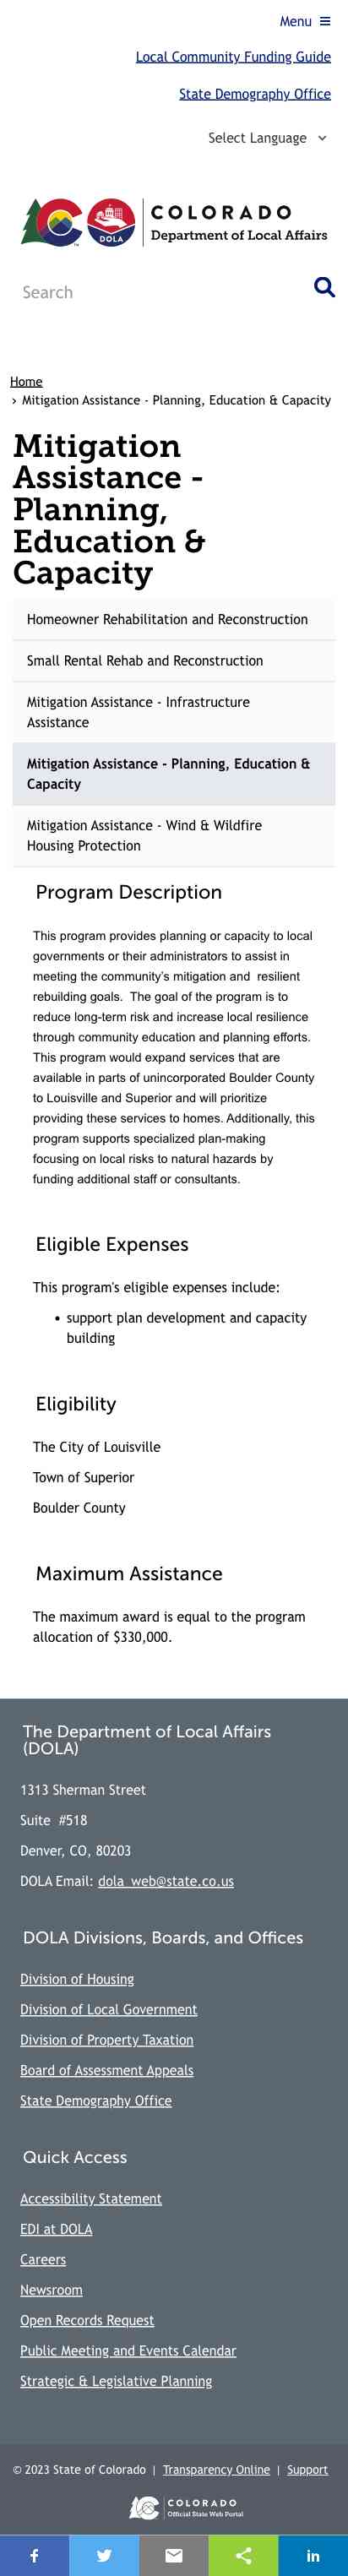 Menu
Local Community Funding Guide
State Demography Office
Select Language
COLORADO
Department of Local Affairs
DOLA
Search
Home
› Mitigation Assistance - Planning, Education & Capacity
Mitigation
Assistance -
Planning,
Education &
Capacity
Homeowner Rehabilitation and Reconstruction
Small Rental Rehab and Reconstruction
Mitigation Assistance - Infrastructure
Assistance
Mitigation Assistance - Planning, Education &
Capacity
Mitigation Assistance - Wind & Wildfire
Housing Protection
Program Description
This program provides planning or capacity to local
governments or their administrators to assist in
meeting the community’s mitigation and  resilient
rebuilding goals.  The goal of the program is to
reduce long-term risk and increase local resilience
through community education and planning efforts.
This program would expand services that are
available in parts of unincorporated Boulder County
to Louisville and Superior and will prioritize
providing these services to homes. Additionally, this
program supports specialized plan-making
focusing on local risks to natural hazards by
funding additional staff or consultants.
Eligible Expenses
This program's eligible expenses include:
• support plan development and capacity
building
Eligibility
The City of Louisville
Town of Superior
Boulder County
Maximum Assistance
The maximum award is equal to the program
allocation of $330,000.
The Department of Local Affairs
(DOLA)
1313 Sherman Street
Suite  #518
Denver, CO, 80203
DOLA Email: dola_web@state.co.us
DOLA Divisions, Boards, and Offices
Division of Housing
Division of Local Government
Division of Property Taxation
Board of Assessment Appeals
State Demography Office
Quick Access
Accessibility Statement
EDI at DOLA
Careers
Newsroom
Open Records Request
Public Meeting and Events Calendar
Strategic & Legislative Planning
© 2023 State of Colorado | Transparency Online | Support
COLORADO
Official State Web Portal